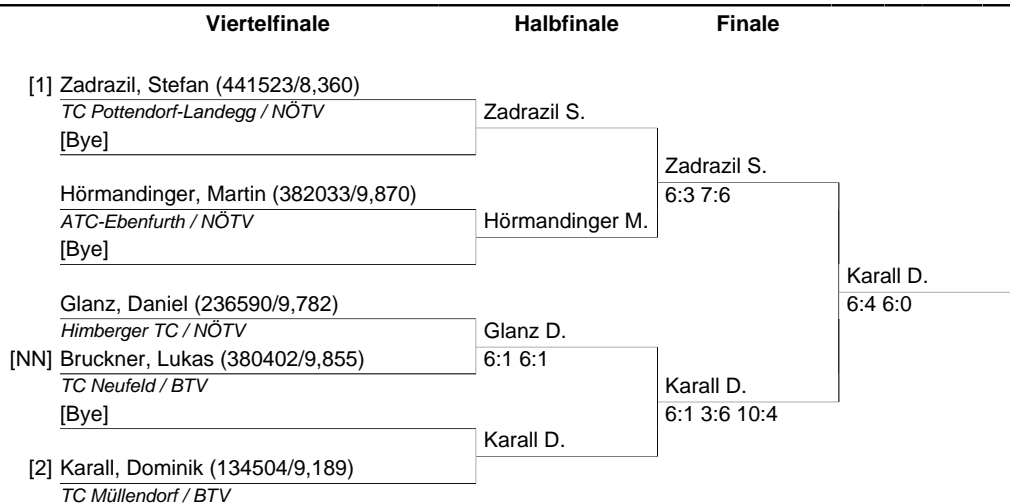 Viertelfinale Halbfinale Finale
[1] Zadrazil, Stefan (441523/8,360)
TC Pottendorf-Landegg / NÖTV Zadrazil S.
[Bye]
Zadrazil S.
Hörmandinger, Martin (382033/9,870) 6:3 7:6
ATC-Ebenfurth / NÖTV Hörmandinger M.
[Bye]
Karall D.
Glanz, Daniel (236590/9,782) 6:4 6:0
Himberger TC / NÖTV Glanz D.
[NN] Bruckner, Lukas (380402/9,855) 6:1 6:1
TC Neufeld / BTV Karall D.
[Bye] 6:1 3:6 10:4
Karall D.
[2] Karall, Dominik (134504/9,189)
TC Müllendorf / BTV